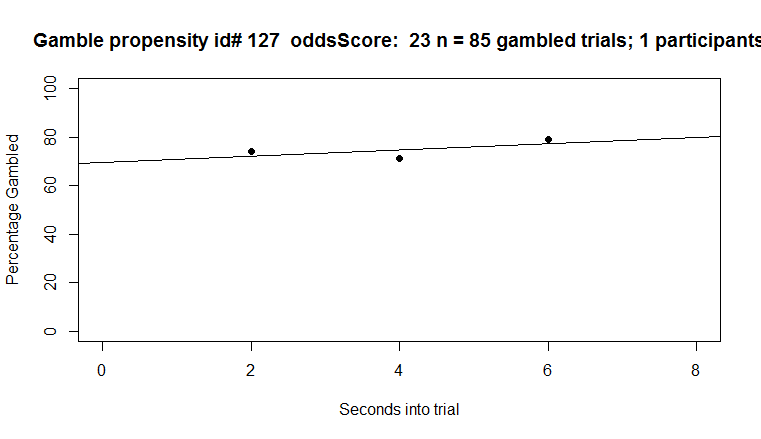 Gamble propensity id# 127  oddsScore:  23 n = 85 gambled trials; 1 participants
Percentage Gambled
100
80
60
40
20
0
0 2 4 6 8
Seconds into trial